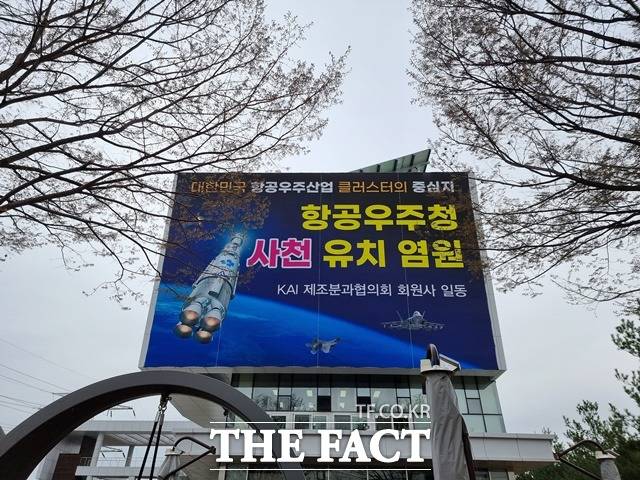 대한민국 항공우주산업 클러스터의 중심지
항공우주청
사천 유치 염원
KAI 제조분과협의회 회원사 일동
TF.CO.KR
THE FACT